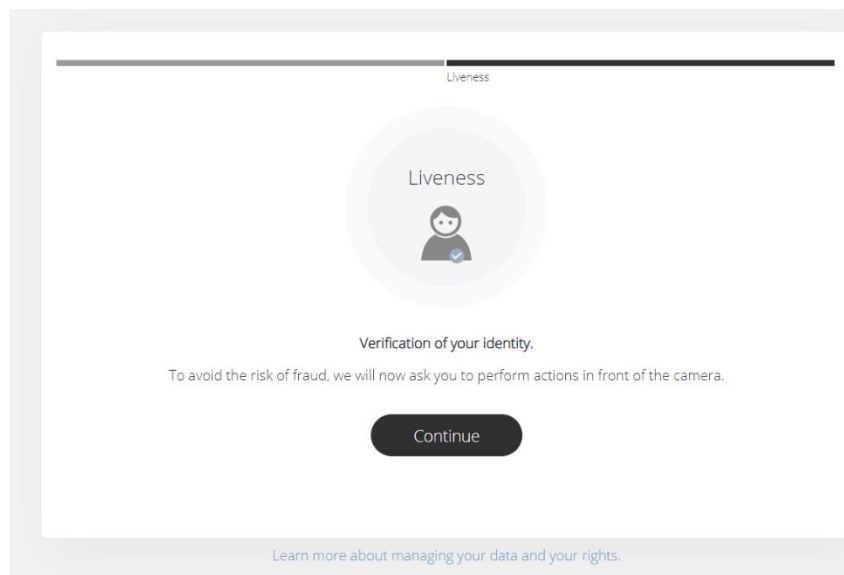 Liveness
Liveness
Verification of your identity.
To avoid the risk of fraud, we will now ask you to perform actions in front of the camera.
Continue
Learn more about managing your data and your rights.